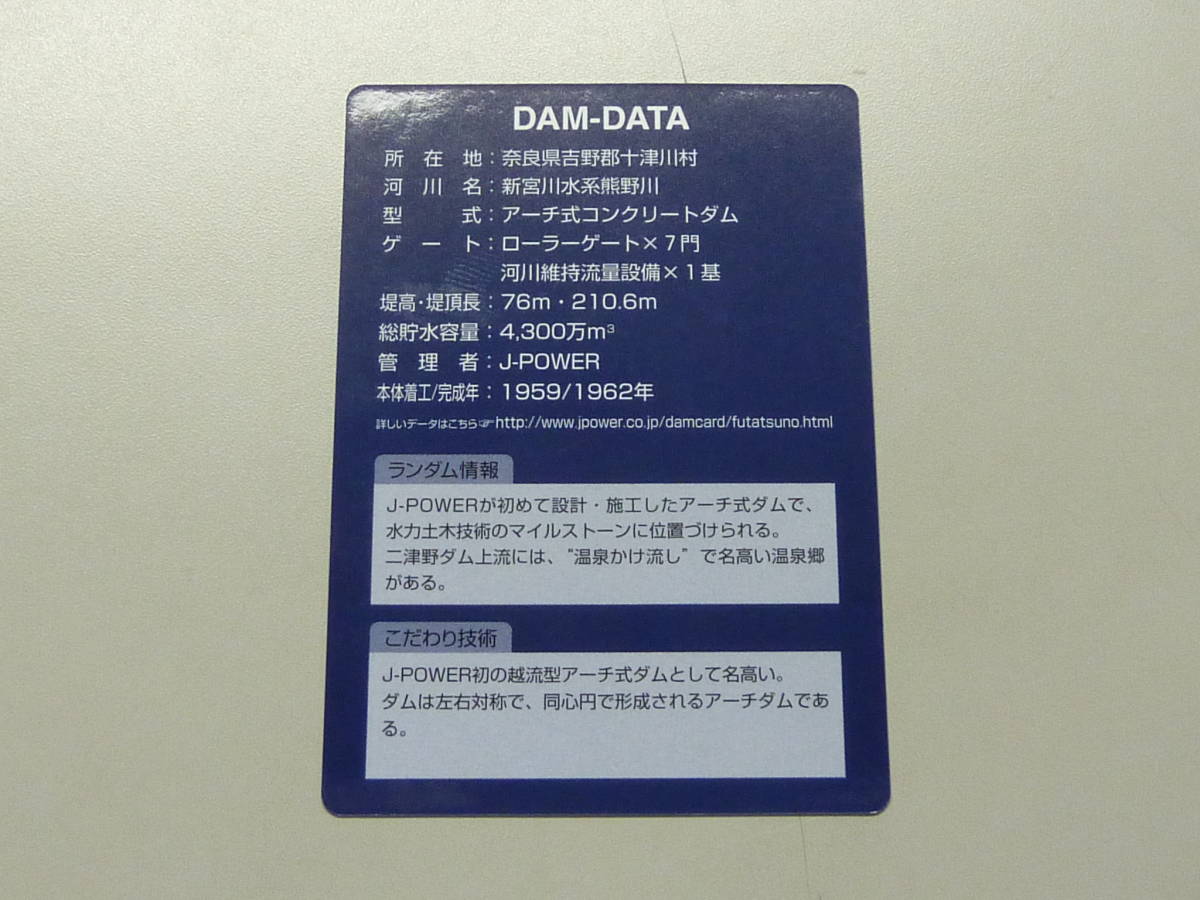 DAM-DATA
所在地：奈良県吉野郡十津川村
河川名：新宮川水系熊野川
型式：アーチ式コンクリートダム
ゲート：ローラーゲート×７門
河川維持流量設備×１基
堤高・堤頂長：76m・210.6m
総貯水容量：4,300万m³
管理者：J-POWER
本体着工/完成年：1959/1962年
詳しいデータはこちら☞http://www.jpower.co.jp/damcard/futatsuno.html
ランダム情報
J-POWERが初めて設計・施工したアーチ式ダムで、
水力土木技術のマイルストーンに位置づけられる。
二津野ダム上流には、“温泉かけ流し”で名高い温泉郷
がある。
こだわり技術
J-POWER初の越流型アーチ式ダムとして名高い。
ダムは左右対称で、同心円で形成されるアーチダムであ
る。